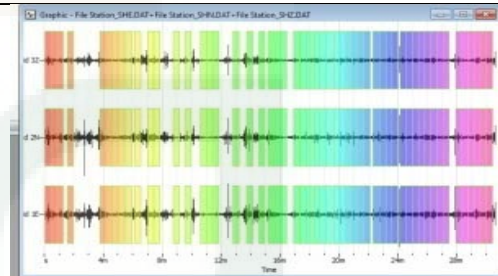 Graphic - File Station_SHE.DAT+File Station_SHN.DAT+File Station_SHZ.DAT
4m 8m 12m 16m 20m 24m 28m
Time